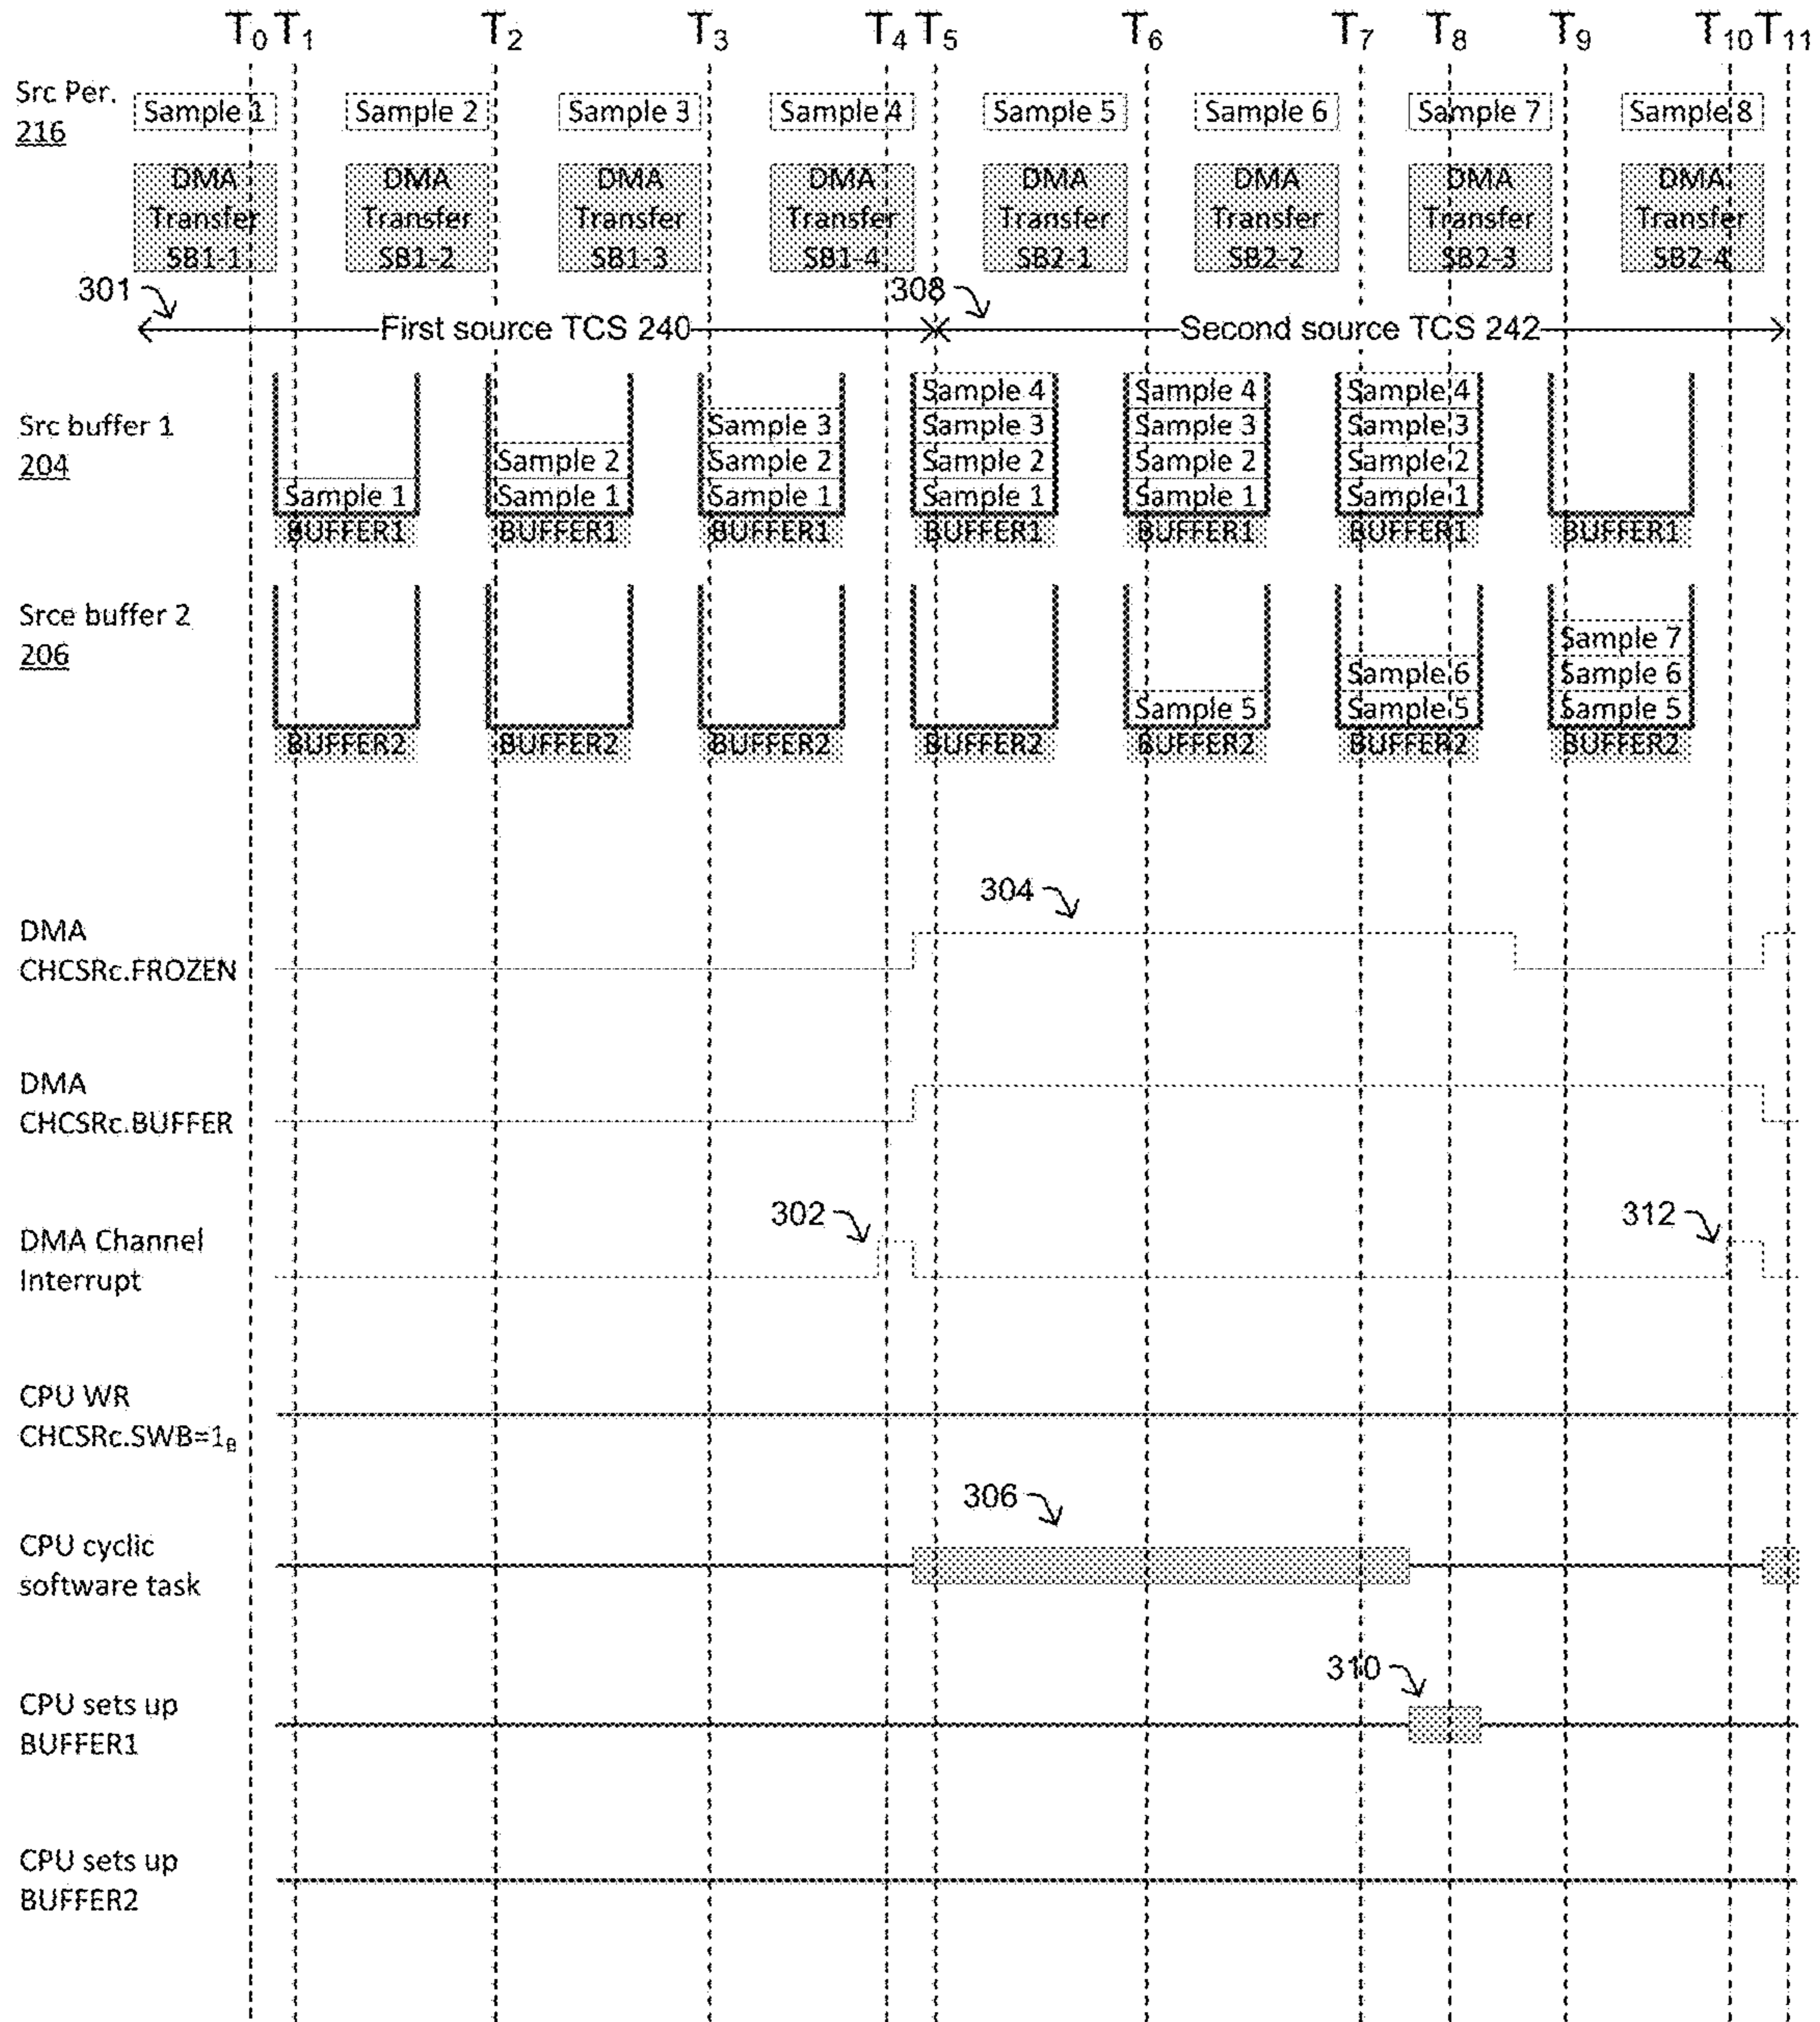 T0 T1 T2 T3 T4 T5 T6 T7 T8 T9 T10 T11
Src Per.
216
Sample 1 Sample 2 Sample 3 Sample 4 Sample 5 Sample 6 Sample 7 Sample 8
DMA DMA DMA DMA DMA DMA DMA DMA
Transfer Transfer Transfer Transfer Transfer Transfer Transfer Transfer
SB1-1 SB1-2 SB1-3 SB1-4 SB2-1 SB2-2 SB2-3 SB2-4
301 308
First source TCS 240 Second source TCS 242
Src buffer 1
204
Sample 4 Sample 4 Sample 4
Sample 3 Sample 3 Sample 3 Sample 3
Sample 2 Sample 2 Sample 2 Sample 2 Sample 2
Sample 1 Sample 1 Sample 1 Sample 1 Sample 1 Sample 1
BUFFER1 BUFFER1 BUFFER1 BUFFER1 BUFFER1 BUFFER1 BUFFER1
Srce buffer 2
206
Sample 7
Sample 6 Sample 6
Sample 5 Sample 5 Sample 5
BUFFER2 BUFFER2 BUFFER2 BUFFER2 BUFFER2 BUFFER2 BUFFER2
304
DMA
CHCSRc.FROZEN
DMA
CHCSRc.BUFFER
302 312
DMA Channel
Interrupt
CPU WR
CHCSRc.SWB=1B
306
CPU cyclic
software task
310
CPU sets up
BUFFER1
CPU sets up
BUFFER2